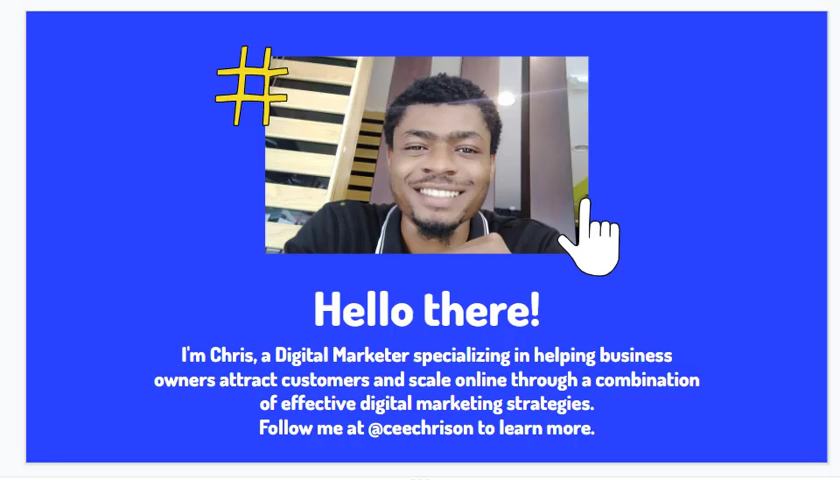 #
Hello there!
I'm Chris, a Digital Marketer specializing in helping business
owners attract customers and scale online through a combination
of effective digital marketing strategies.
Follow me at @ceechrison to learn more.